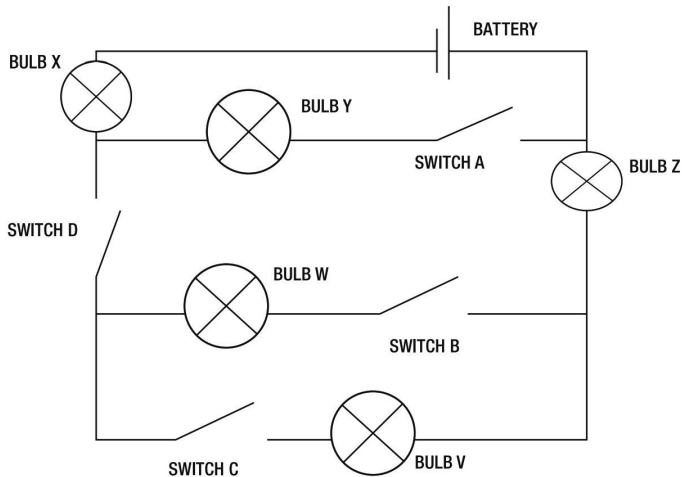 BATTERY
BULB X
BULB Y
SWITCH A
BULB Z
SWITCH D
BULB W
SWITCH B
SWITCH C
BULB V